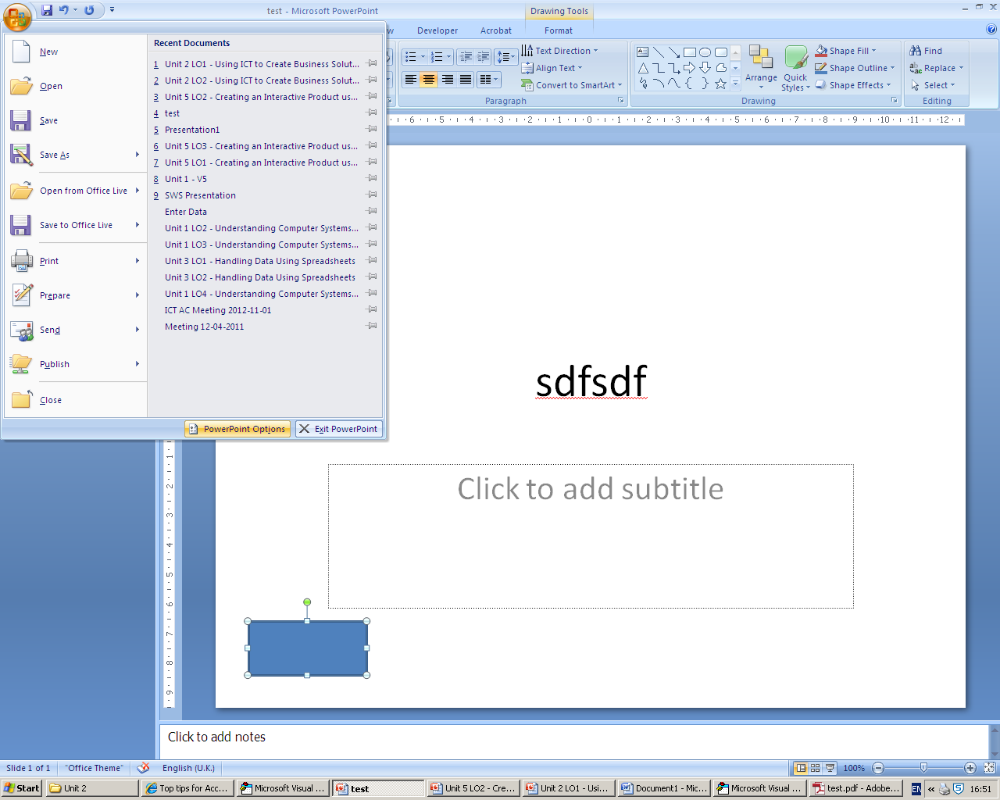 test - Microsoft PowerPoint
Drawing Tools
Developer
Acrobat
Format
New
Open
Save
Save As
Open from Office Live
Save to Office Live
Print
Prepare
Send
Publish
Close
Recent Documents
1 Unit 2 LO1 - Using ICT to Create Business Solut...
2 Unit 2 LO2 - Using ICT to Create Business Solut...
3 Unit 5 LO2 - Creating an Interactive Product us...
4 test
5 Presentation1
6 Unit 5 LO3 - Creating an Interactive Product us...
7 Unit 5 LO1 - Creating an Interactive Product us...
8 Unit 1 - V5
9 SWS Presentation
Enter Data
Unit 1 LO2 - Understanding Computer Systems...
Unit 1 LO3 - Understanding Computer Systems...
Unit 3 LO1 - Handling Data Using Spreadsheets
Unit 3 LO2 - Handling Data Using Spreadsheets
Unit 1 LO4 - Understanding Computer Systems...
ICT AC Meeting 2012-11-01
Meeting 12-04-2011
PowerPoint Options
Exit PowerPoint
Text Direction
Align Text
Convert to SmartArt
Paragraph
Arrange
Quick Styles
Shape Fill
Shape Outline
Shape Effects
Drawing
Find
Replace
Select
Editing
6 5 4 3 2 1 0 1 2 3 4 5 6 7 8 9 10 11 12
1 2 3 4 5 6 7 8 9
sdfsdf
Click to add subtitle
Click to add notes
Slide 1 of 1
"Office Theme"
English (U.K.)
100%
Start
Unit 2
Top tips for Acc...
Microsoft Visual ...
test
Unit 5 LO2 - Cre...
Unit 2 LO1 - Usi...
Document1 - Mic...
Microsoft Visual ...
test.pdf - Adobe...
EN
16:51